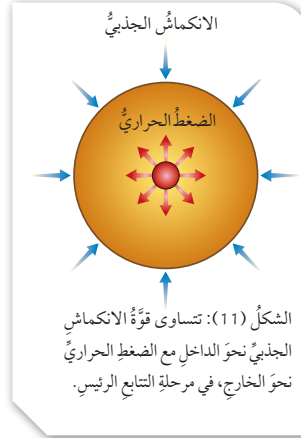 الانكماشُ الجذبيُّ
الضغطُ الحراريُّ
الشكلُ (11): تتساوى قوَّةُ الانكماشِ
الجذبيِّ نحوَ الداخلِ مع الضغطِ الحراريِّ
نحوَ الخارجِ، في مرحلةِ التتابعِ الرئيسِ.